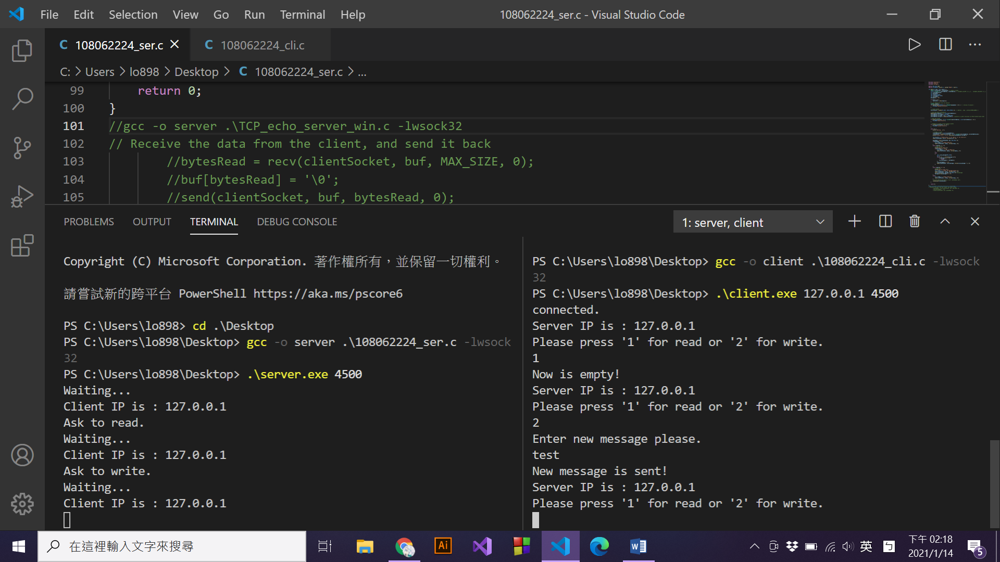 File Edit Selection View Go Run Terminal Help
108062224_ser.c - Visual Studio Code
C 108062224_ser.c
C 108062224_cli.c
C: > Users > lo898 > Desktop > C 108062224_ser.c > ...
99 return 0;
100 }
101 //gcc -o server .\TCP_echo_server_win.c -lwsock32
102 // Receive the data from the client, and send it back
103 //bytesRead = recv(clientSocket, buf, MAX_SIZE, 0);
104 //buf[bytesRead] = '\0';
105 //send(clientSocket, buf, bytesRead, 0);
PROBLEMS OUTPUT TERMINAL DEBUG CONSOLE
1: server, client
Copyright (C) Microsoft Corporation. 著作權所有，並保留一切權利。
請嘗試新的跨平台 PowerShell https://aka.ms/pscore6
PS C:\Users\lo898> cd .\Desktop
PS C:\Users\lo898\Desktop> gcc -o server .\108062224_ser.c -lwsock
32
PS C:\Users\lo898\Desktop> .\server.exe 4500
Waiting...
Client IP is : 127.0.0.1
Ask to read.
Waiting...
Client IP is : 127.0.0.1
Ask to write.
Waiting...
Client IP is : 127.0.0.1
PS C:\Users\lo898\Desktop> gcc -o client .\108062224_cli.c -lwsock
32
PS C:\Users\lo898\Desktop> .\client.exe 127.0.0.1 4500
connected.
Server IP is : 127.0.0.1
Please press '1' for read or '2' for write.
1
Now is empty!
Server IP is : 127.0.0.1
Please press '1' for read or '2' for write.
2
Enter new message please.
test
New message is sent!
Server IP is : 127.0.0.1
Please press '1' for read or '2' for write.
在這裡輸入文字來搜尋
Ai
英
ㄅ
下午 02:18
2021/1/14
5